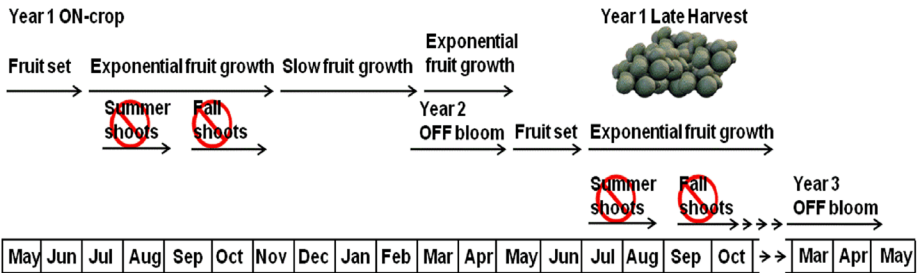 Year 1 ON-crop
Year 1 Late Harvest
Fruit set
Exponential fruit growth
Slow fruit growth
Exponential
fruit growth
Summer
shoots
Fall
shoots
Year 2
OFF bloom
Fruit set
Exponential fruit growth
Summer
shoots
Fall
shoots
Year 3
OFF bloom
May Jun Jul Aug Sep Oct Nov Dec Jan Feb Mar Apr May Jun Jul Aug Sep Oct Mar Apr May